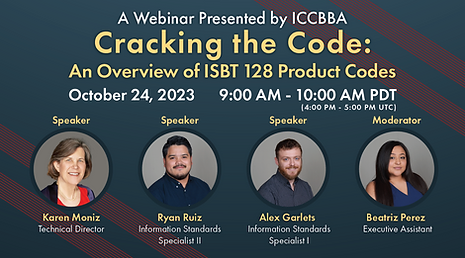 A Webinar Presented by ICCBBA
Cracking the Code:
An Overview of ISBT 128 Product Codes
October 24, 2023 9:00 AM - 10:00 AM PDT
(4:00 PM - 5:00 PM UTC)
Speaker Speaker Speaker Moderator
Karen Moniz Ryan Ruiz Alex Garlets Beatriz Perez
Technical Director Information Standards Information Standards Executive Assistant
Specialist II Specialist I